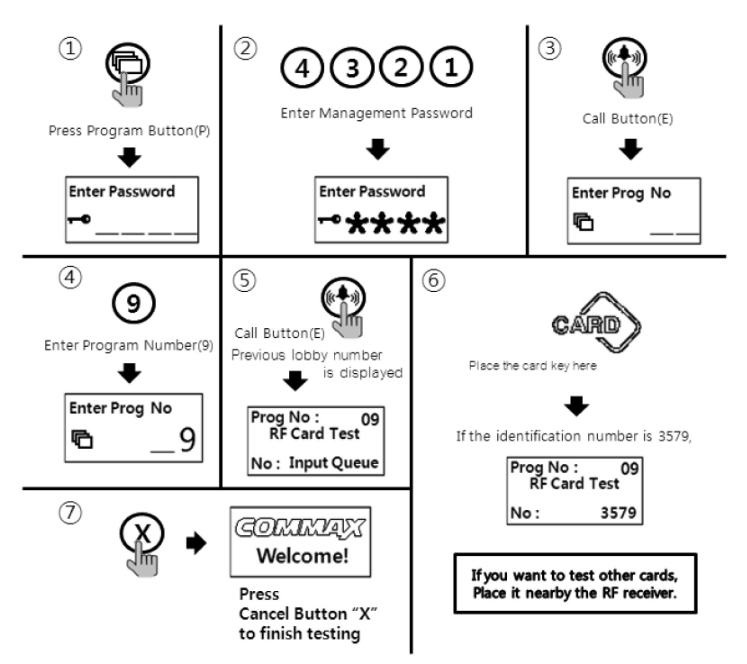 ①
Press Program Button(P)
Enter Password
②
4 3 2 1
Enter Management Password
Enter Password
③
Call Button(E)
Enter Prog No
④
9
Enter Program Number(9)
Enter Prog No
_9
⑤
Call Button(E)
Previous lobby number
is displayed
Prog No : 09
RF Card Test
No : Input Queue
⑥
CARD
Place the card key here
If the identification number is 3579,
Prog No : 09
RF Card Test
No : 3579
If you want to test other cards,
Place it nearby the RF receiver.
⑦
X
COMMAX
Welcome!
Press
Cancel Button “X”
to finish testing